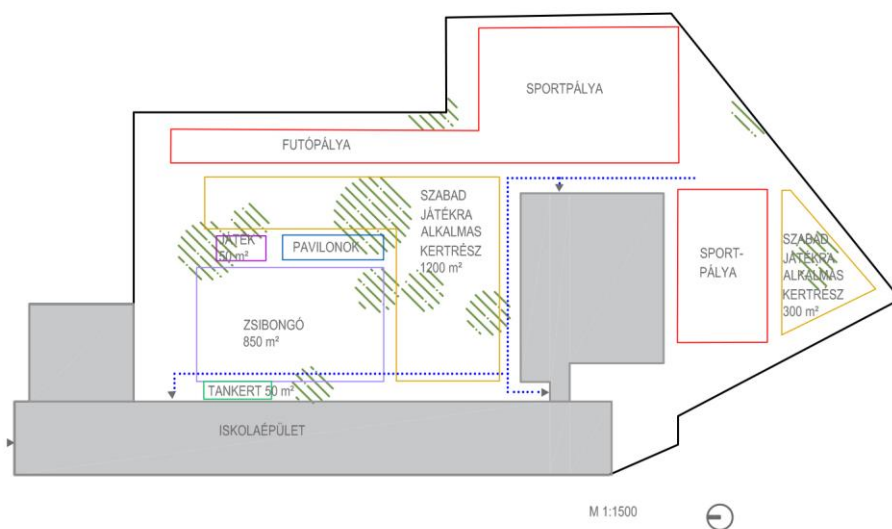 SPORTPÁLYA
FUTÓPÁLYA
SZABAD
JÁTÉKRA
ALKALMAS
KERTRÉSZ
1200 m²
JÁTÉK
50 m²
PAVILONOK
SPORT-
PÁLYA
SZABAD
JÁTÉKRA
ALKALMAS
KERTRÉSZ
300 m²
ZSIBONGÓ
850 m²
TANKERT 50 m²
ISKOLAÉPÜLET
M 1:1500